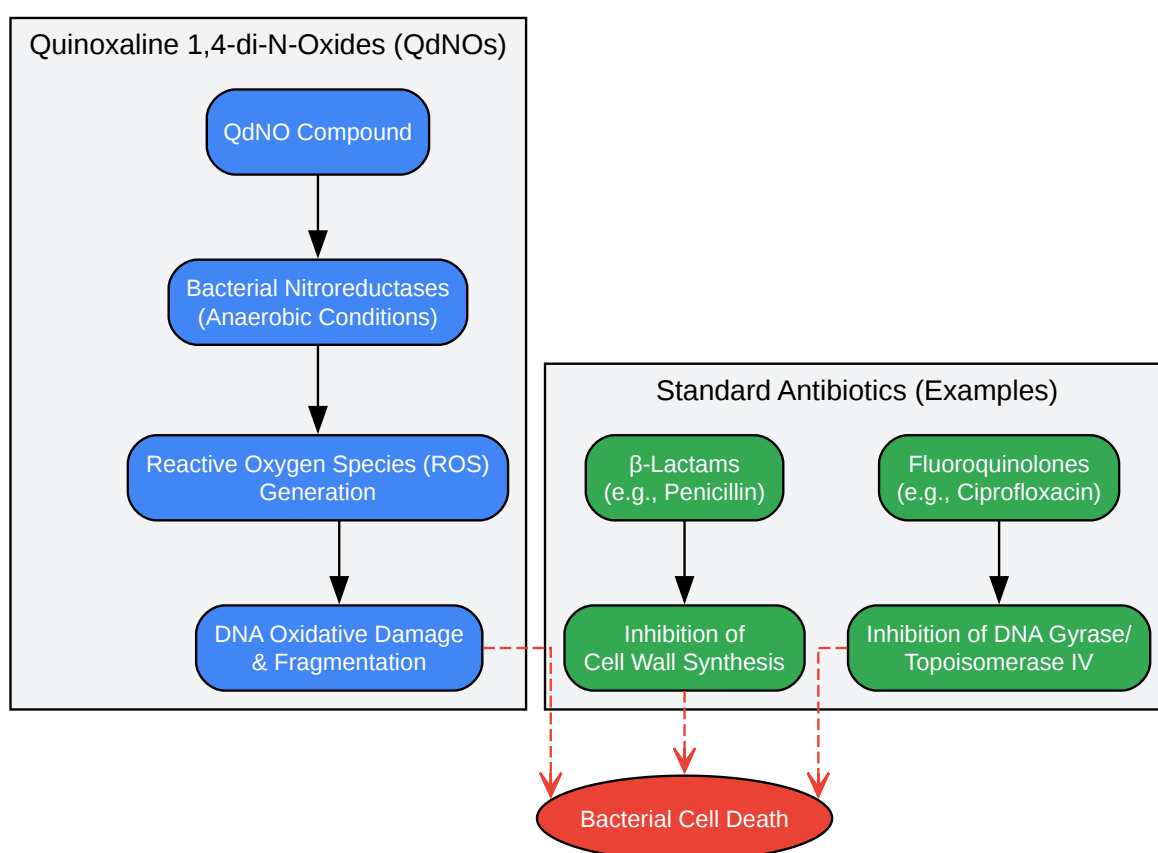 Quinoxaline 1,4-di-N-Oxides (QdNOs)
QdNO Compound
Bacterial Nitroreductases
(Anaerobic Conditions)
Reactive Oxygen Species (ROS)
Generation
DNA Oxidative Damage
& Fragmentation
Standard Antibiotics (Examples)
β-Lactams
(e.g., Penicillin)
Fluoroquinolones
(e.g., Ciprofloxacin)
Inhibition of
Cell Wall Synthesis
Inhibition of DNA Gyrase/
Topoisomerase IV
Bacterial Cell Death